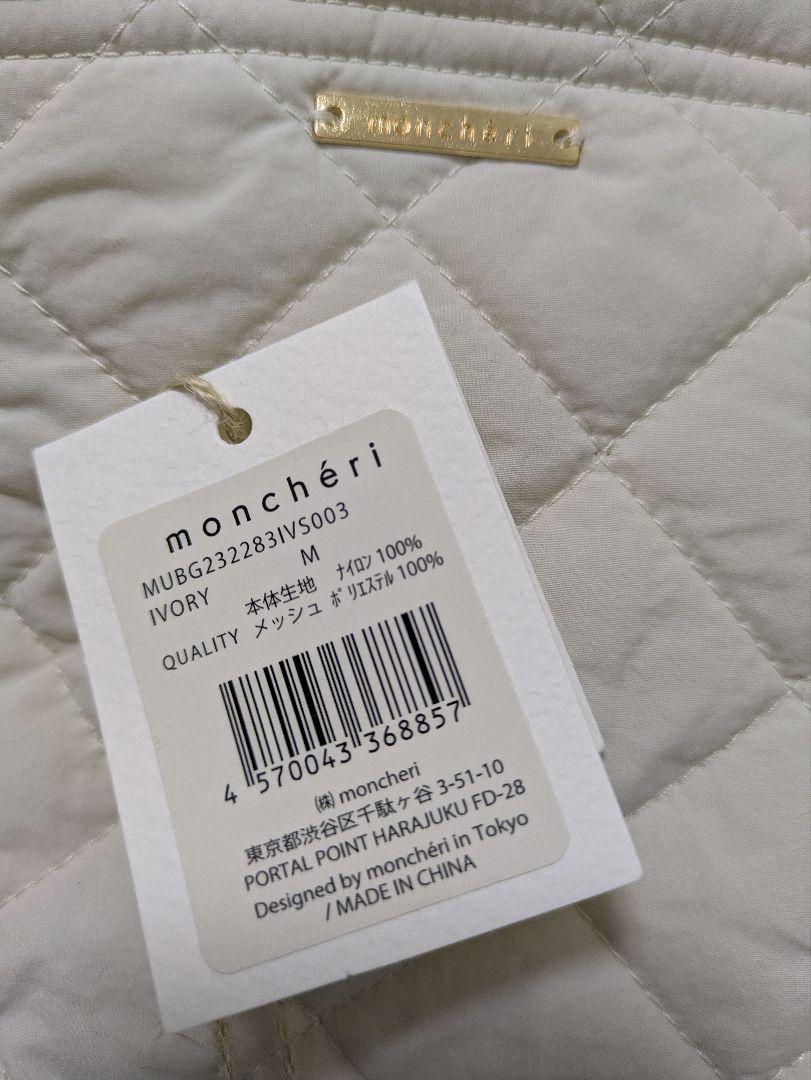 monchéri
monchéri
MUBG232283IVS003
IVORY M
QUALITY 本体生地 ﾅｲﾛﾝ 100%
メッシュ ﾎﾟﾘｴｽﾃﾙ 100%
4 570043 368857
㈱ moncheri
東京都渋谷区千駄ヶ谷 3-51-10
PORTAL POINT HARAJUKU FD-28
Designed by monchéri in Tokyo
/ MADE IN CHINA